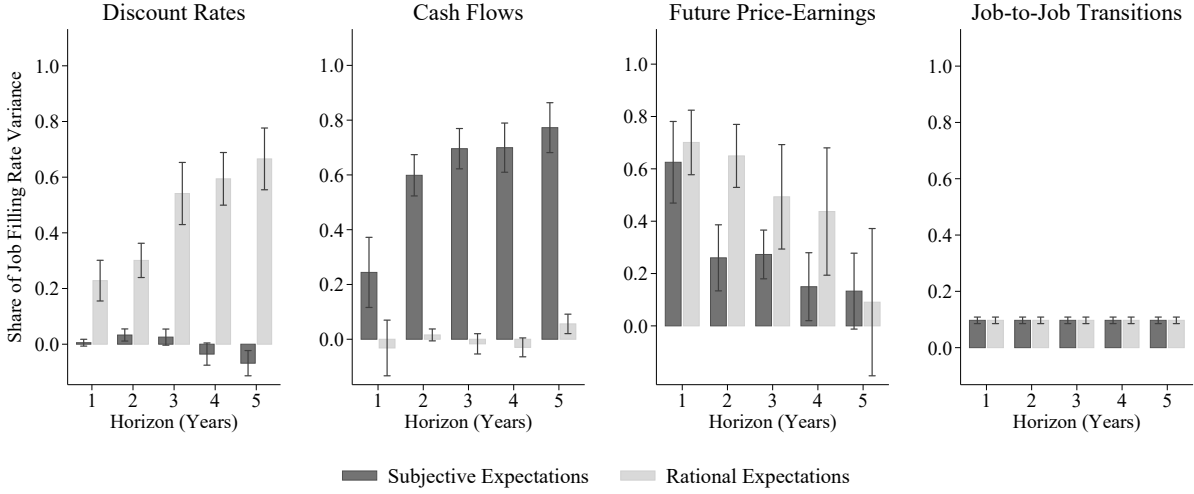 Discount Rates
Cash Flows
Future Price-Earnings
Job-to-Job Transitions
Share of Job Filling Rate Variance
1.0
0.8
0.6
0.4
0.2
0.0
1 2 3 4 5
Horizon (Years)
1.0
0.8
0.6
0.4
0.2
0.0
1 2 3 4 5
Horizon (Years)
1.0
0.8
0.6
0.4
0.2
0.0
1 2 3 4 5
Horizon (Years)
1.0
0.8
0.6
0.4
0.2
0.0
1 2 3 4 5
Horizon (Years)
Subjective Expectations
Rational Expectations